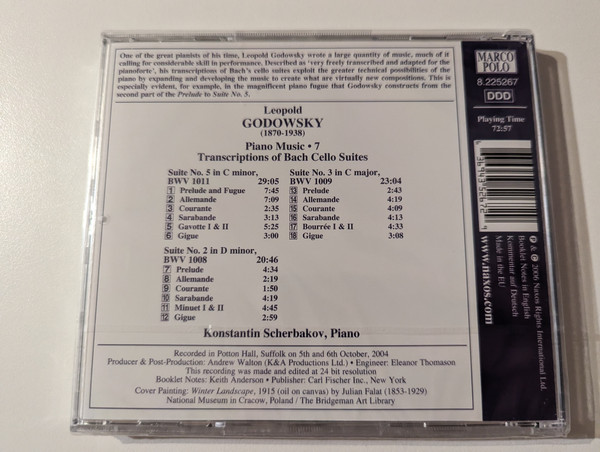 One of the great pianists of his time, Leopold Godowsky wrote a large quantity of music, much of it
calling for considerable skill in performance. Described as 'very freely transcribed and adapted for the
pianoforte', his transcriptions of Bach's cello suites exploit the greater technical possibilities of the
piano by expanding and developing the music to create what are virtually new compositions. This is
especially evident, for example, in the magnificent piano fugue that Godowsky constructs from the
second part of the Prelude to Suite No. 5.
Leopold
GODOWSKY
(1870-1938)
Piano Music • 7
Transcriptions of Bach Cello Suites
Suite No. 5 in C minor,
BWV 1011 29:05
1 Prelude and Fugue 7:45
2 Allemande 7:09
3 Courante 2:35
4 Sarabande 3:13
5 Gavotte I & II 5:25
6 Gigue 3:00
Suite No. 3 in C major,
BWV 1009 23:04
13 Prelude 2:43
14 Allemande 4:19
15 Courante 4:09
16 Sarabande 4:13
17 Bourrée I & II 4:33
18 Gigue 3:08
Suite No. 2 in D minor,
BWV 1008 20:46
7 Prelude 4:34
8 Allemande 2:19
9 Courante 1:50
10 Sarabande 4:19
11 Minuet I & II 4:45
12 Gigue 2:59
Konstantin Scherbakov, Piano
Recorded in Potton Hall, Suffolk on 5th and 6th October, 2004
Producer & Post-Production: Andrew Walton (K&A Productions Ltd.) • Engineer: Eleanor Thomason
This recording was made and edited at 24 bit resolution
Booklet Notes: Keith Anderson • Publisher: Carl Fischer Inc., New York
Cover Painting: Winter Landscape, 1915 (oil on canvas) by Julian Falat (1853-1929)
National Museum in Cracow, Poland / The Bridgeman Art Library
MARCO
POLO
8.225267
DDD
Playing Time
72:57
℗ & © 2006 Naxos Rights International Ltd.
Booklet Notes in English
Kommentar auf Deutsch
Made in the EU
www.naxos.com